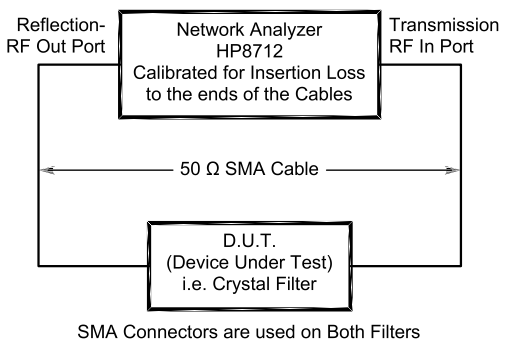 Reflection-
RF Out Port
Network Analyzer
HP8712
Calibrated for Insertion Loss
to the ends of the Cables
Transmission
RF In Port
50 Ω SMA Cable
D.U.T.
(Device Under Test)
i.e. Crystal Filter
SMA Connectors are used on Both Filters